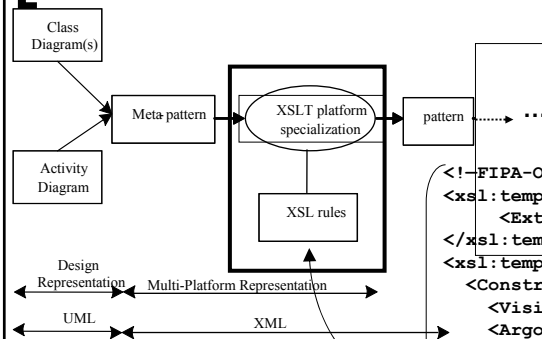 Class
Diagram(s)
Meta-pattern
XSLT platform
specialization
pattern
...
Activity
Diagram
XSL rules
<!–FIPA-O
<xsl:temp
<Ext
</xsl:tem
<xsl:temp
<Constr
<Visi
<Argo
Design
Representation
Multi-Platform Representation
UML
XML